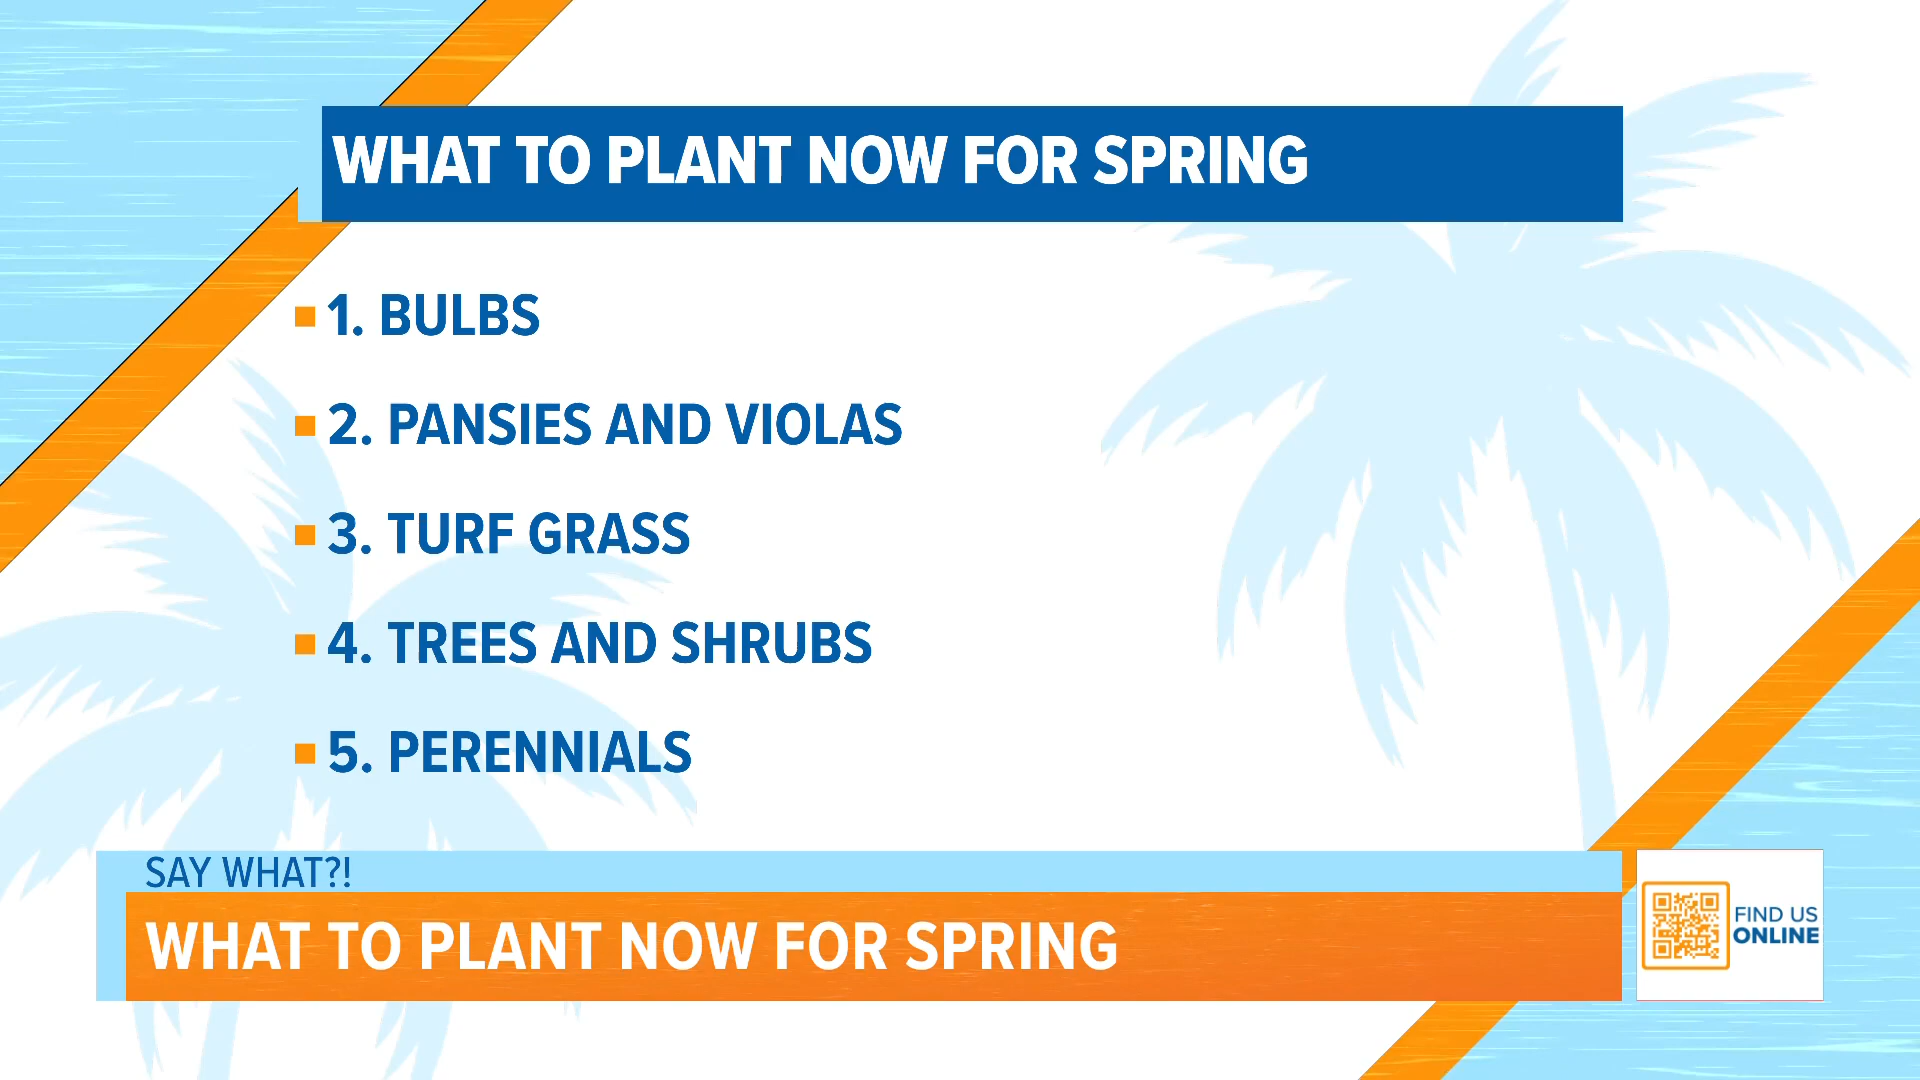 WHAT TO PLANT NOW FOR SPRING
1. BULBS
2. PANSIES AND VIOLAS
3. TURF GRASS
4. TREES AND SHRUBS
5. PERENNIALS
SAY WHAT?!
WHAT TO PLANT NOW FOR SPRING
FIND US
ONLINE